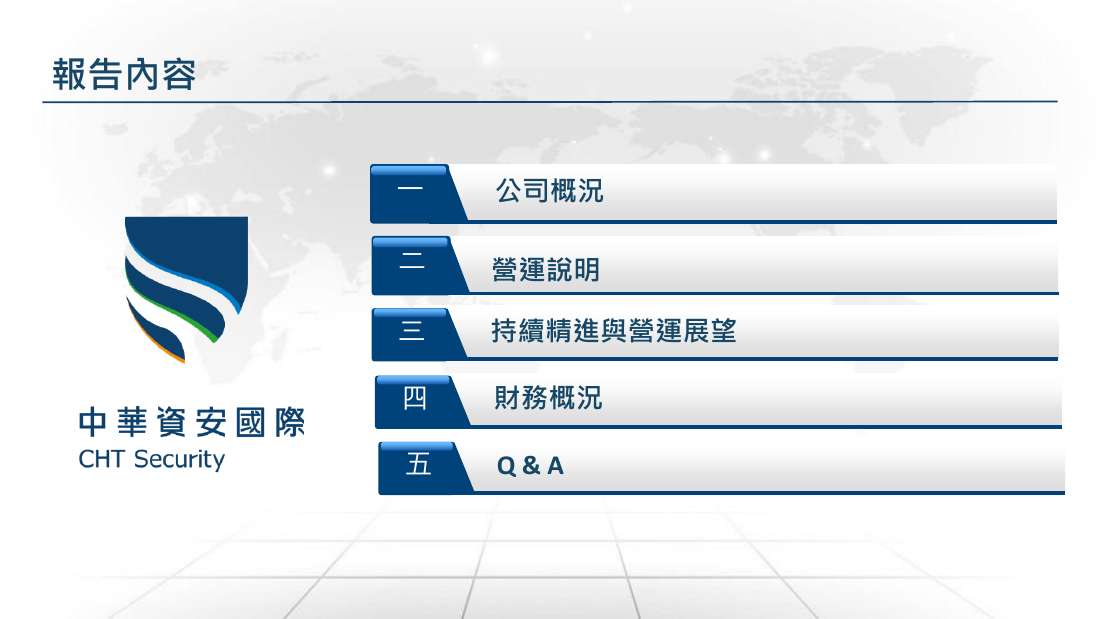 報告內容
一 公司概況
二 營運說明
三 持續精進與營運展望
四 財務概況
五 Q & A
中華資安國際
CHT Security